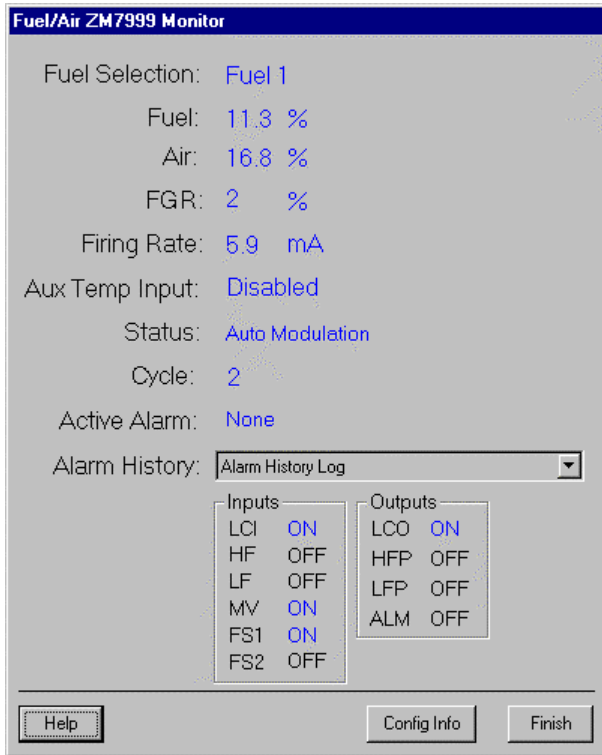 Fuel/Air ZM7999 Monitor
Fuel Selection: Fuel 1
Fuel: 11.3 %
Air: 16.8 %
FGR: 2 %
Firing Rate: 5.9 mA
Aux Temp Input: Disabled
Status: Auto Modulation
Cycle: 2
Active Alarm: None
Alarm History: Alarm History Log
Inputs
LCI ON
HF OFF
LF OFF
MV ON
FS1 ON
FS2 OFF
Outputs
LCO ON
HFP OFF
LFP OFF
ALM OFF
Help Config Info Finish